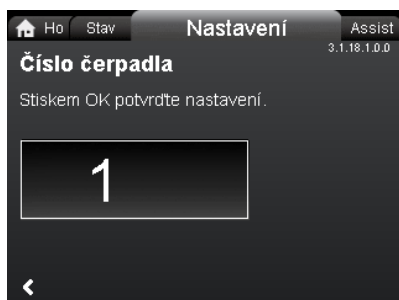 Ho Stav Nastavení Assist
3.1.18.1.0.0
Číslo čerpadla
Stiskem OK potvrďte nastavení.
1